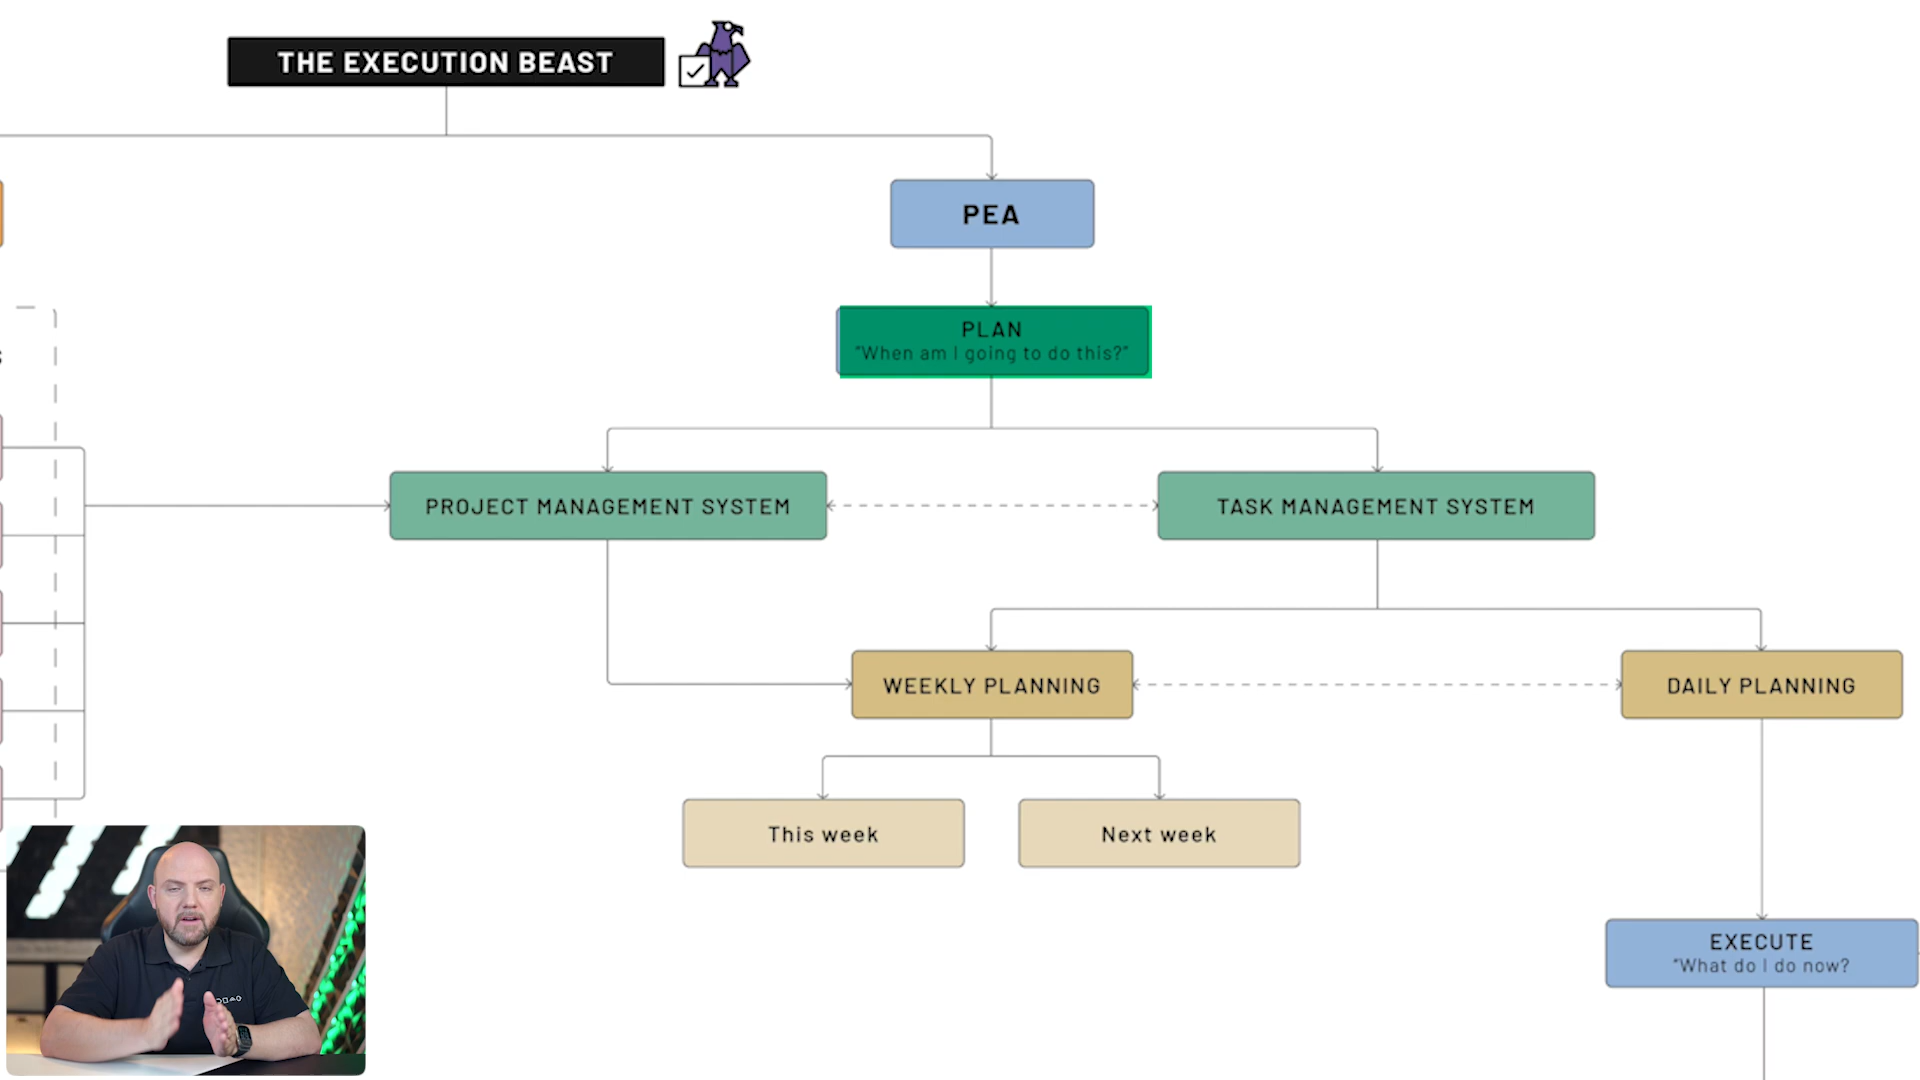 THE EXECUTION BEAST
PEA
PLAN
"When am I going to do this?"
PROJECT MANAGEMENT SYSTEM
TASK MANAGEMENT SYSTEM
WEEKLY PLANNING
DAILY PLANNING
This week
Next week
EXECUTE
"What do I do now?